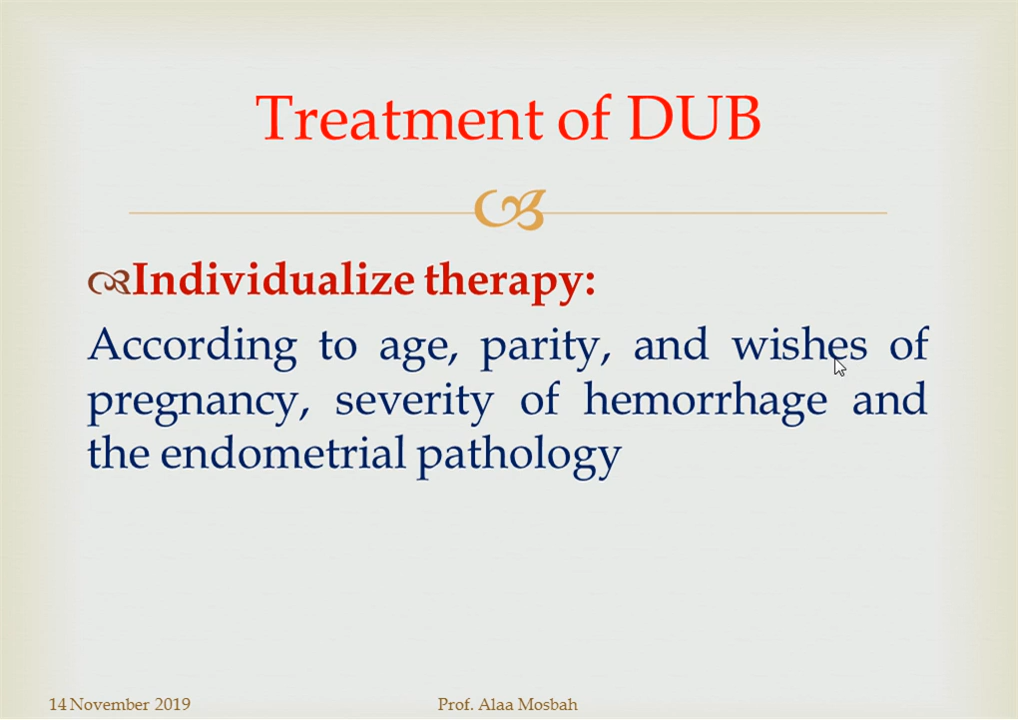 Treatment of DUB
Individualize therapy:
According to age, parity, and wishes of
pregnancy, severity of hemorrhage and
the endometrial pathology
14 November 2019
Prof. Alaa Mosbah